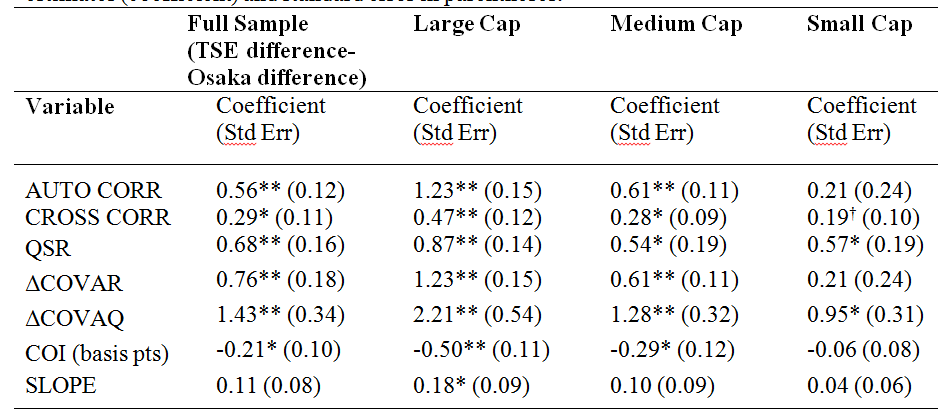 estimates (coefficient) and standard error in parentheses.
Full Sample Large Cap Medium Cap Small Cap
(TSE difference-
Osaka difference)
Variable Coefficient Coefficient Coefficient Coefficient
(Std Err) (Std Err) (Std Err) (Std Err)
AUTO CORR 0.56** (0.12) 1.23** (0.15) 0.61** (0.11) 0.21 (0.24)
CROSS CORR 0.29* (0.11) 0.47** (0.12) 0.28* (0.09) 0.19† (0.10)
QSR 0.68** (0.16) 0.87** (0.14) 0.54* (0.19) 0.57* (0.19)
ΔCOVAR 0.76** (0.18) 1.23** (0.15) 0.61** (0.11) 0.21 (0.24)
ΔCOVAQ 1.43** (0.34) 2.21** (0.54) 1.28** (0.32) 0.95* (0.31)
COI (basis pts) -0.21* (0.10) -0.50** (0.11) -0.29* (0.12) -0.06 (0.08)
SLOPE 0.11 (0.08) 0.18* (0.09) 0.10 (0.09) 0.04 (0.06)